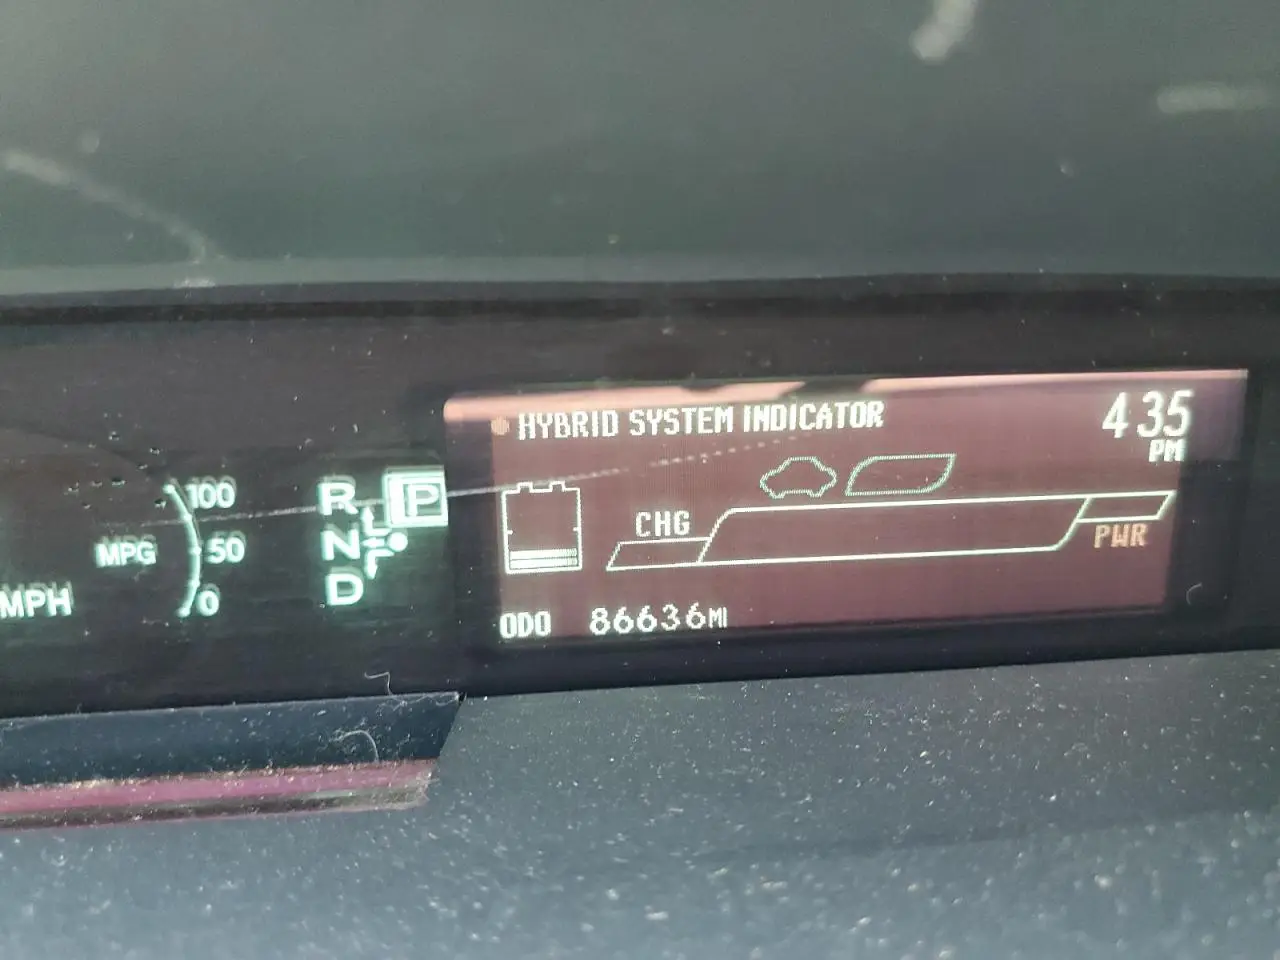 HYBRID SYSTEM INDICATOR
4 35
PM
100
R
P
CHG
MPG
50
N
PWR
MPH
0
D
ODO 86636MI